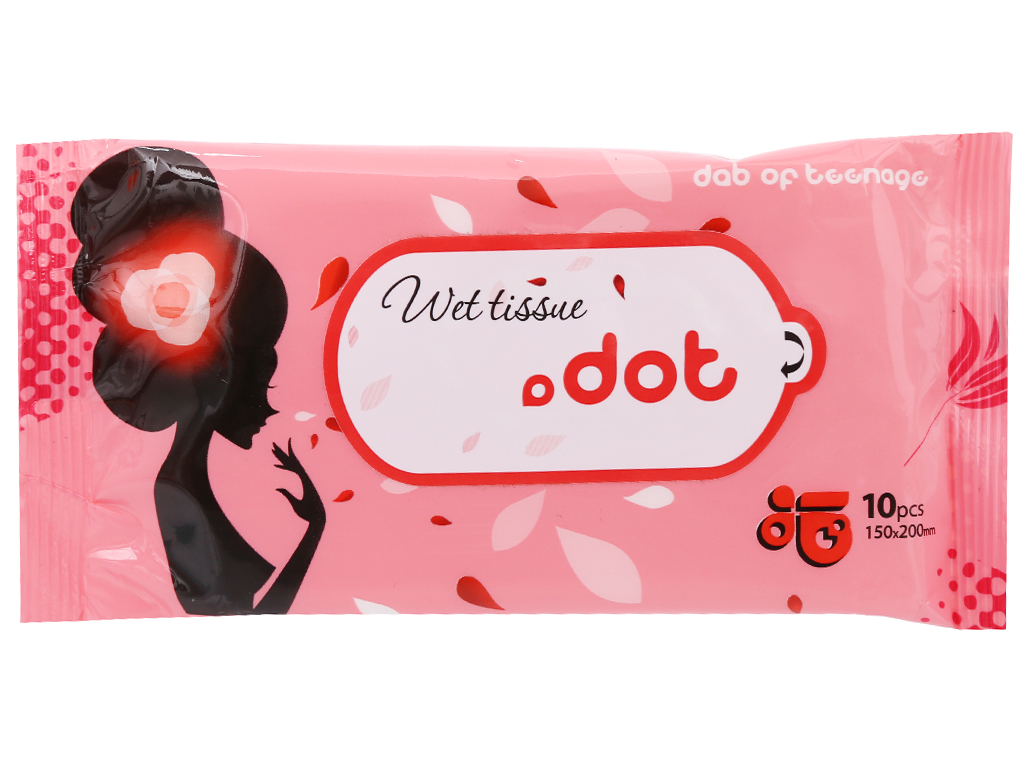 dab of teenage
Wet tissue
.dot
10pcs
150x200mm